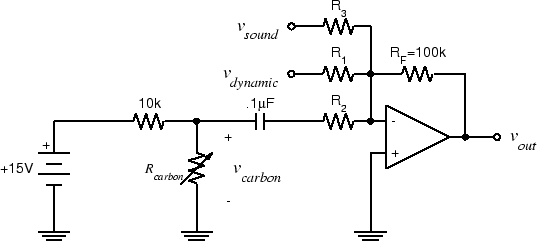 R3
vsound
R1
RF=100k
vdynamic
10k
.1µF
R2
+
-
+
+15V
Rcarbon
vcarbon
+
vout
-